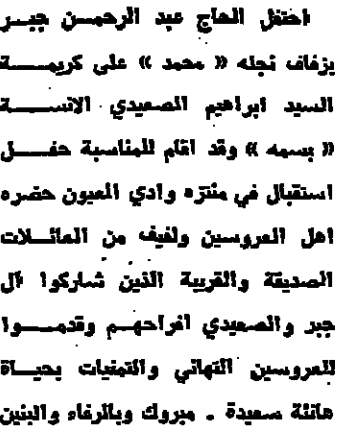 احتفل الحاج عبد الرحمن جبر
بزفاف نجله « محمد » على كريمة
السيد ابراهيم الصعيدي الانسة
« بسمه » وقد اقام للمناسبة حفل
استقبال في منتزه وادي العيون حضره
اهل العروسين ولفيف من العائلات
الصديقة والقريبة الذين شاركوا آل
جبر والصعيدي افراحهم وقدموا
للعروسين التهاني والتمنيات بحياة
هانئة سعيدة . مبروك وبالرفاه والبنين